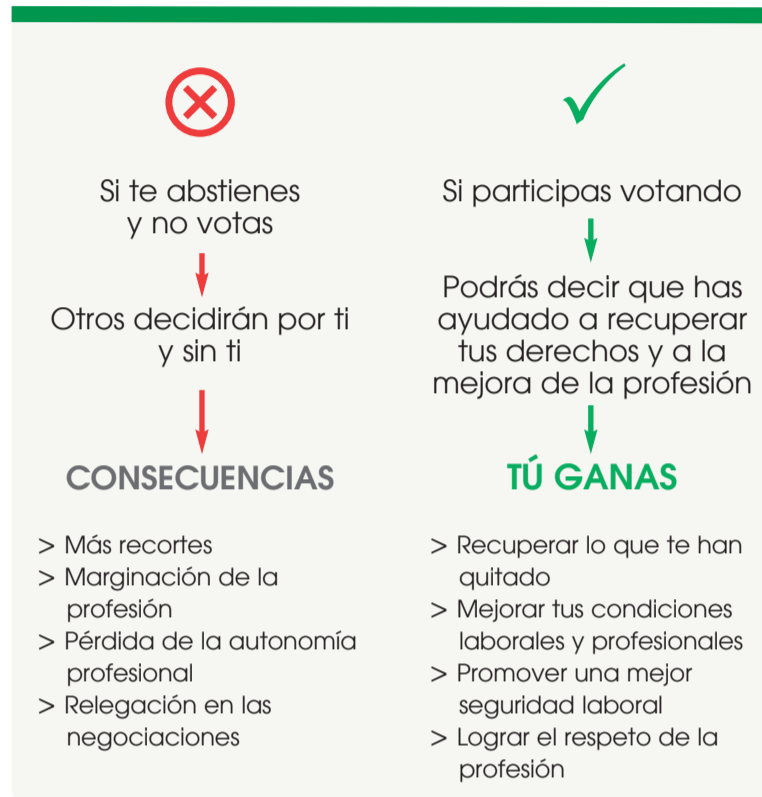 Si te abstienes
y no votas
Otros decidirán por ti
y sin ti
CONSECUENCIAS
> Más recortes
> Marginación de la
profesión
> Pérdida de la autonomía
profesional
> Relegación en las
negociaciones
Si participas votando
Podrás decir que has
ayudado a recuperar
tus derechos y a la
mejora de la profesión
TÚ GANAS
> Recuperar lo que te han
quitado
> Mejorar tus condiciones
laborales y profesionales
> Promover una mejor
seguridad laboral
> Lograr el respeto de la
profesión